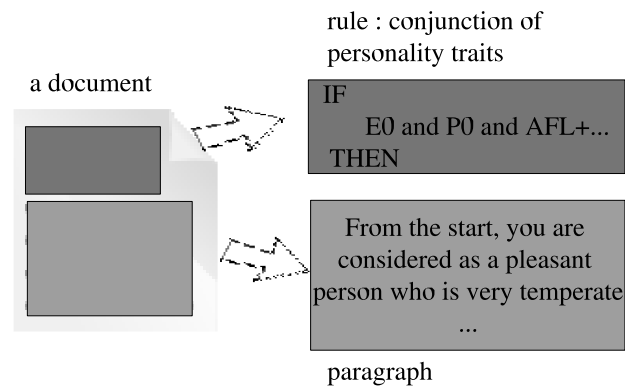 rule : conjunction of
personality traits
a document
IF
E0 and P0 and AFL+...
THEN
From the start, you are
considered as a pleasant
person who is very temperate
...
paragraph